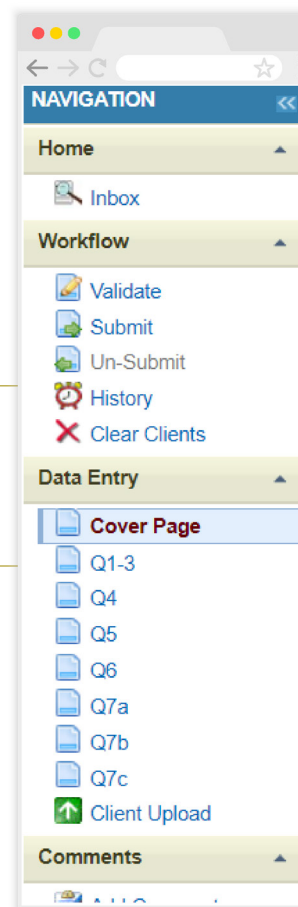 NAVIGATION
Home
Inbox
Workflow
Validate
Submit
Un-Submit
History
Clear Clients
Data Entry
Cover Page
Q1-3
Q4
Q5
Q6
Q7a
Q7b
Q7c
Client Upload
Comments